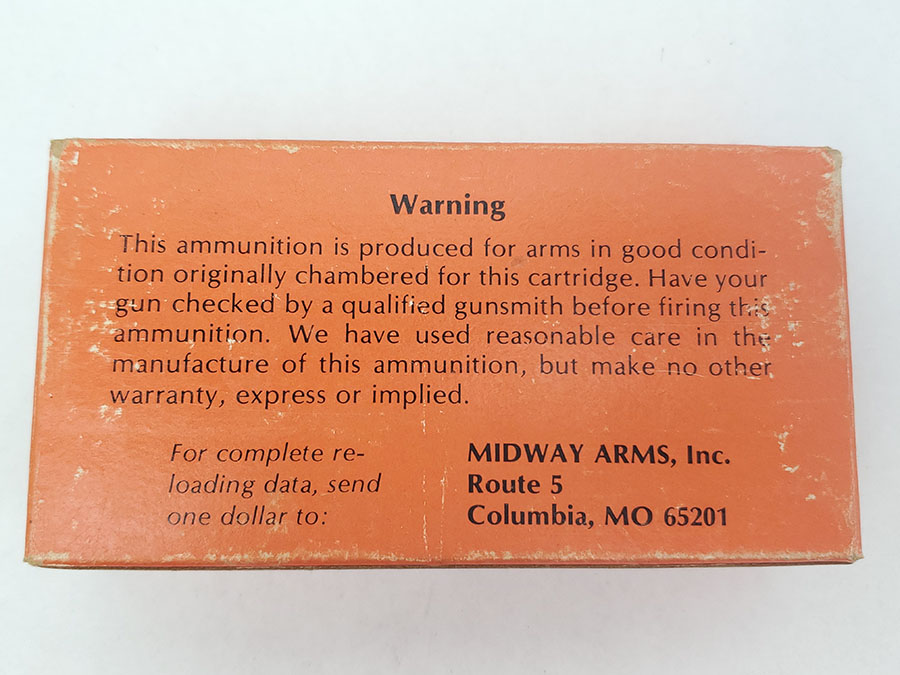 Warning
This ammunition is produced for arms in good condi-
tion originally chambered for this cartridge. Have your
gun checked by a qualified gunsmith before firing this
ammunition. We have used reasonable care in the
manufacture of this ammunition, but make no other
warranty, express or implied.
For complete re-
loading data, send
one dollar to:
MIDWAY ARMS, Inc.
Route 5
Columbia, MO 65201